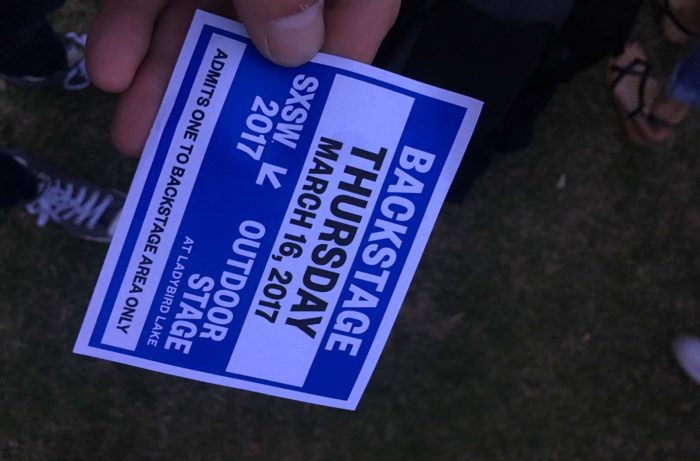 BACKSTAGE
THURSDAY
MARCH 16, 2017
SXSW.
2017
OUTDOOR
STAGE
AT LADYBIRD LAKE
ADMITS ONE TO BACKSTAGE AREA ONLY